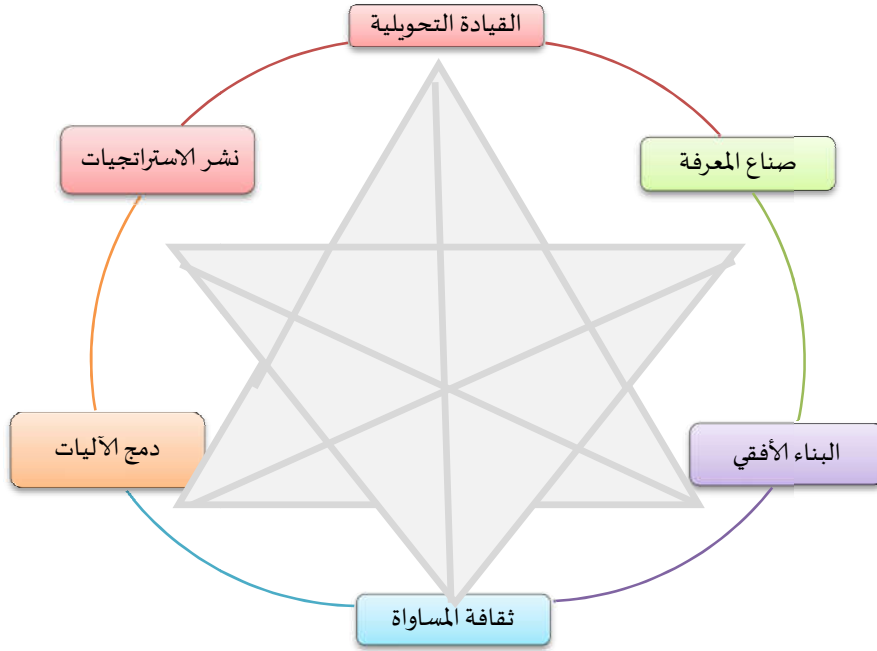 القيادة التحويلية
صناع المعرفة
نشر الاستراتجيات
البناء الأفقي
دمج الآليات
ثقافة المساواة